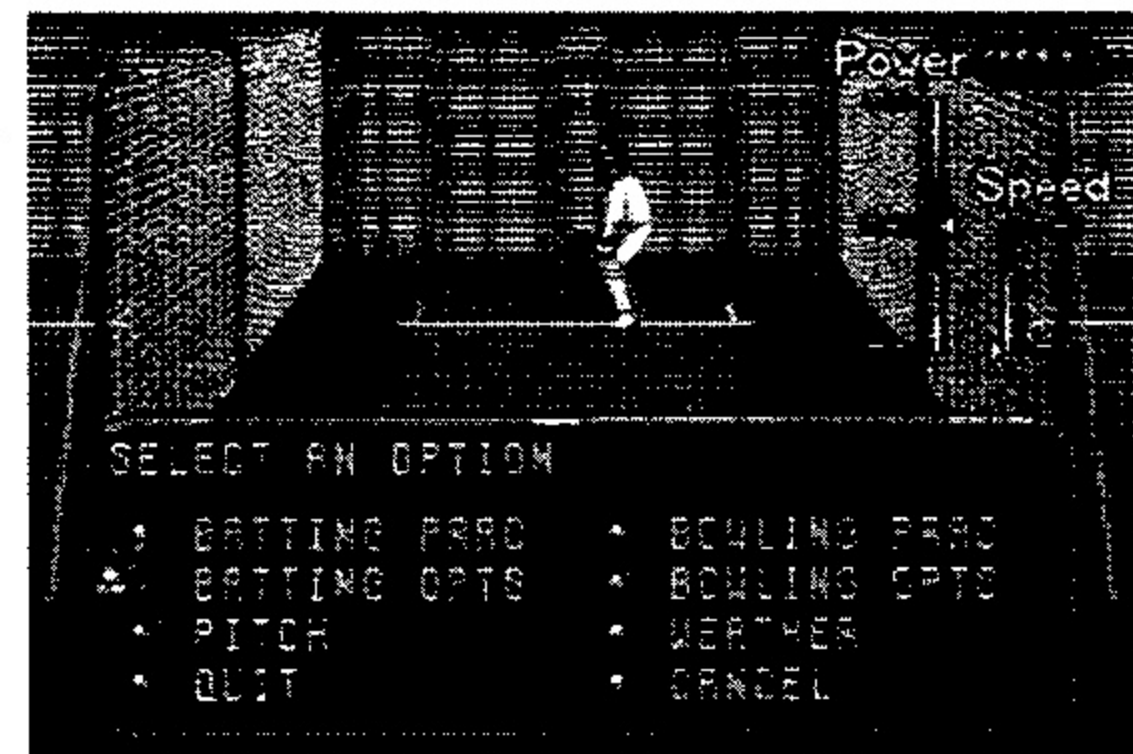 Power
Speed
SELECT AN OPTION
BATTING PRAC BOWLING PRAC
BATTING OPTS BOWLING OPTS
PITCH WEATHER
QUIT CANCEL